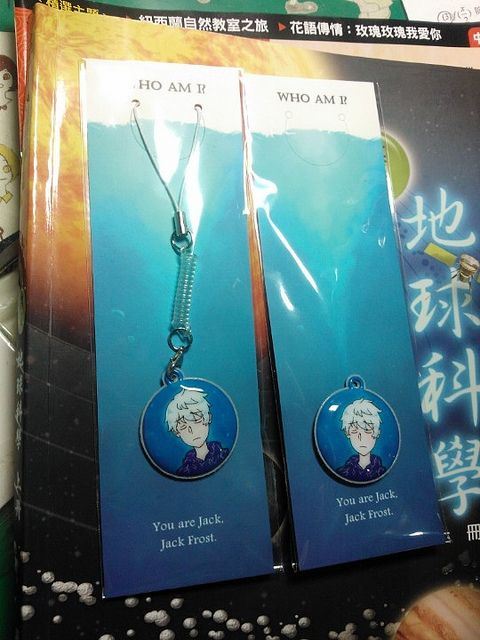 紐西蘭自然教室之旅 ▶ 花語傳情:玫瑰玫瑰我愛你
HO AM I?
WHO AM I?
地球科學
You are Jack,
Jack Frost.
You are Jack,
Jack Frost.